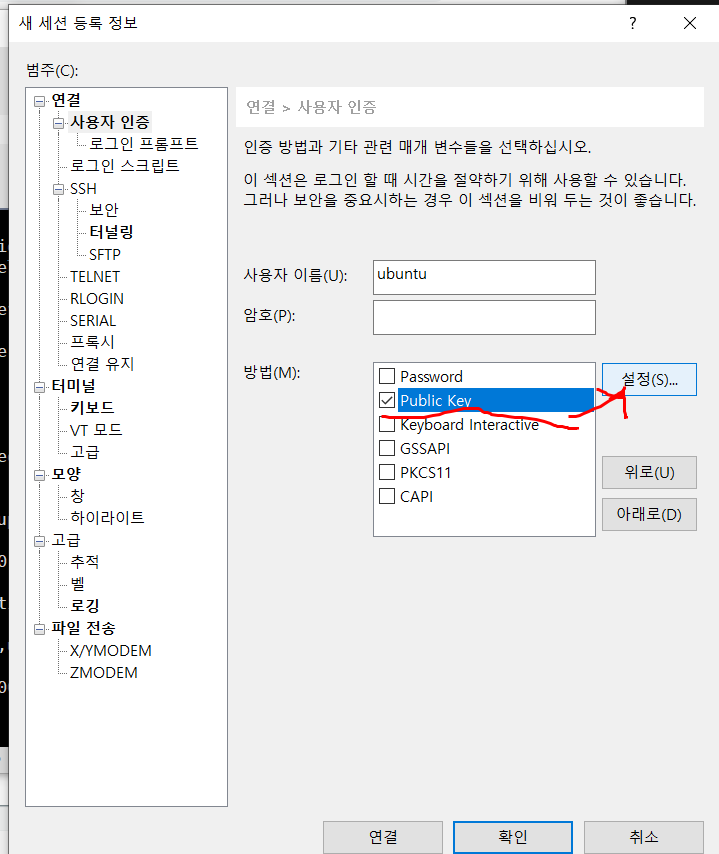 새 세션 등록 정보
?
범주(C):
연결
사용자 인증
로그인 프롬프트
로그인 스크립트
SSH
보안
터널링
SFTP
TELNET
RLOGIN
SERIAL
프록시
연결 유지
터미널
키보드
VT 모드
고급
모양
창
하이라이트
고급
추적
벨
로깅
파일 전송
X/YMODEM
ZMODEM
연결 > 사용자 인증
인증 방법과 기타 관련 매개 변수들을 선택하십시오.
이 섹션은 로그인 할 때 시간을 절약하기 위해 사용할 수 있습니다.
그러나 보안을 중요시하는 경우 이 섹션을 비워 두는 것이 좋습니다.
사용자 이름(U): ubuntu
암호(P):
방법(M):
Password
Public Key
Keyboard Interactive
GSSAPI
PKCS11
CAPI
설정(S)...
위로(U)
아래로(D)
연결 확인 취소